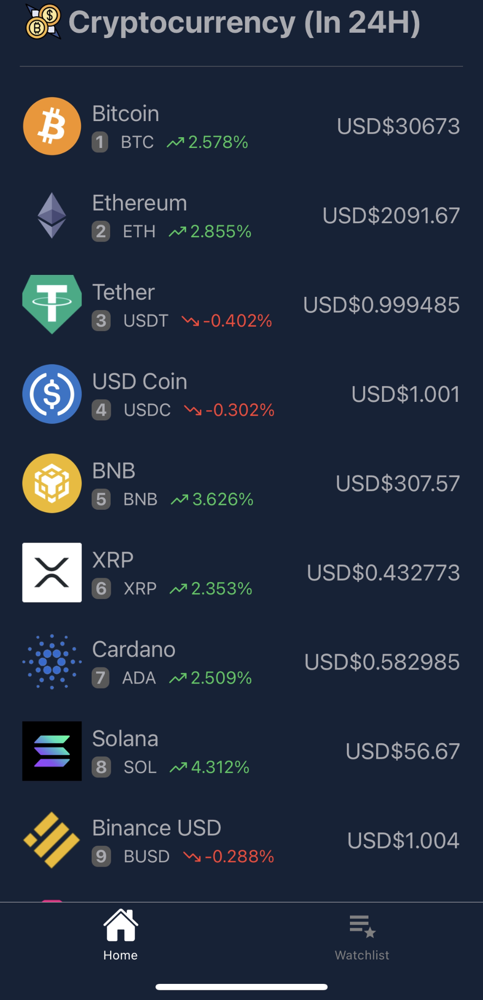 Cryptocurrency (In 24H)
Bitcoin
1 BTC 2.578%
USD$30673
Ethereum
2 ETH 2.855%
USD$2091.67
Tether
3 USDT -0.402%
USD$0.999485
USD Coin
4 USDC -0.302%
USD$1.001
BNB
5 BNB 3.626%
USD$307.57
XRP
6 XRP 2.353%
USD$0.432773
Cardano
7 ADA 2.509%
USD$0.582985
Solana
8 SOL 4.312%
USD$56.67
Binance USD
9 BUSD -0.288%
USD$1.004
Home
Watchlist